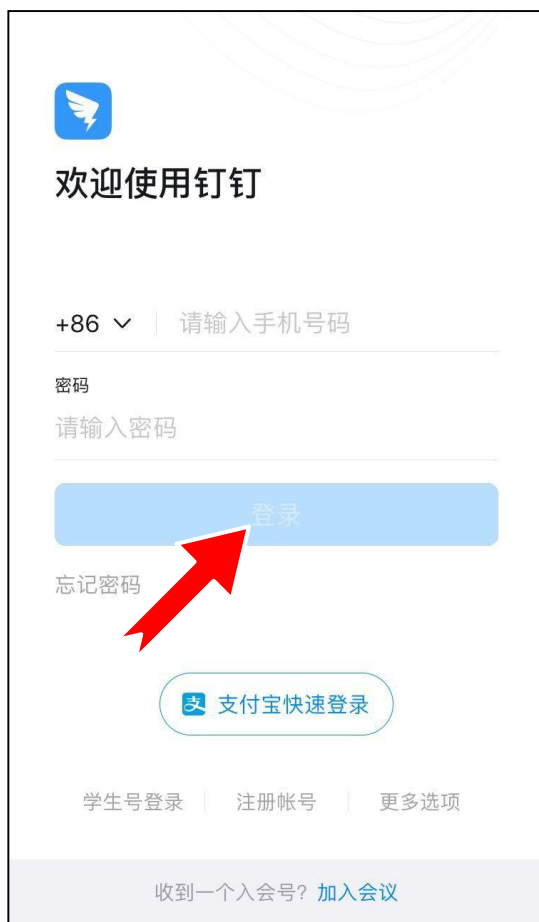 欢迎使用钉钉
+86 请输入手机号码
密码
请输入密码
登录
忘记密码
支 支付宝快速登录
学生号登录 注册帐号 更多选项
收到一个入会号？加入会议